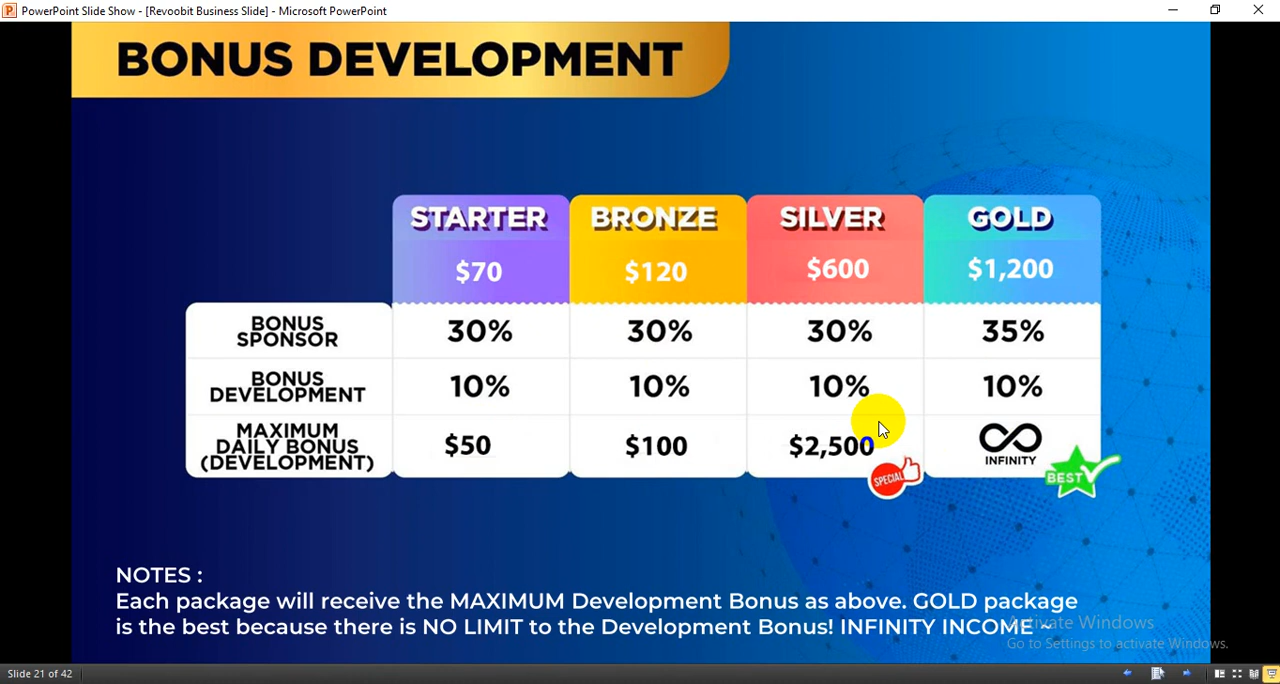 PowerPoint Slide Show - [Revoobit Business Slide] - Microsoft PowerPoint
BONUS DEVELOPMENT
STARTER BRONZE SILVER GOLD
$70 $120 $600 $1,200
BONUS
SPONSOR
30% 30% 30% 35%
BONUS
DEVELOPMENT
10% 10% 10% 10%
MAXIMUM
DAILY BONUS
(DEVELOPMENT)
$50 $100 $2,500
INFINITY
SPECIAL
BEST
NOTES :
Each package will receive the MAXIMUM Development Bonus as above. GOLD package
is the best because there is NO LIMIT to the Development Bonus! INFINITY INCOME ~
Activate Windows
Go to Settings to activate Windows.
Slide 21 of 42